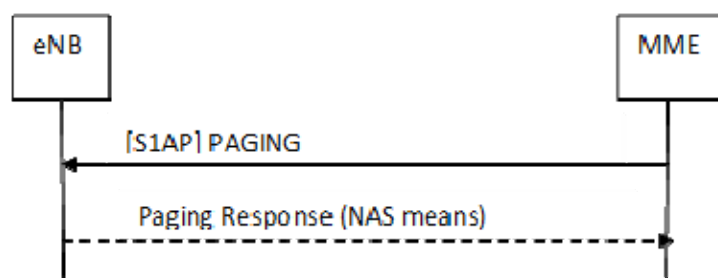 eNB
MME
[S1AP] PAGING
Paging Response (NAS means)